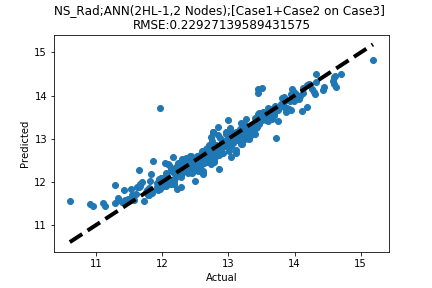 NS_Rad;ANN(2HL-1,2 Nodes);[Case1+Case2 on Case3]
RMSE:0.22927139589431575
15
14
13
12
11
Predicted
11 12 13 14 15
Actual